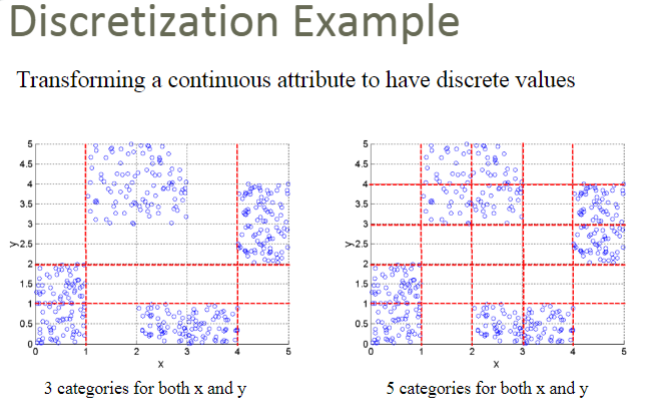 Discretization Example
Transforming a continuous attribute to have discrete values
5
4.5
4
3.5
3
y 2.5
2
1.5
1
0.5
0
0 1 2 3 4 5
x
3 categories for both x and y
5
4.5
4
3.5
3
y 2.5
2
1.5
1
0.5
0
0 1 2 3 4 5
x
5 categories for both x and y